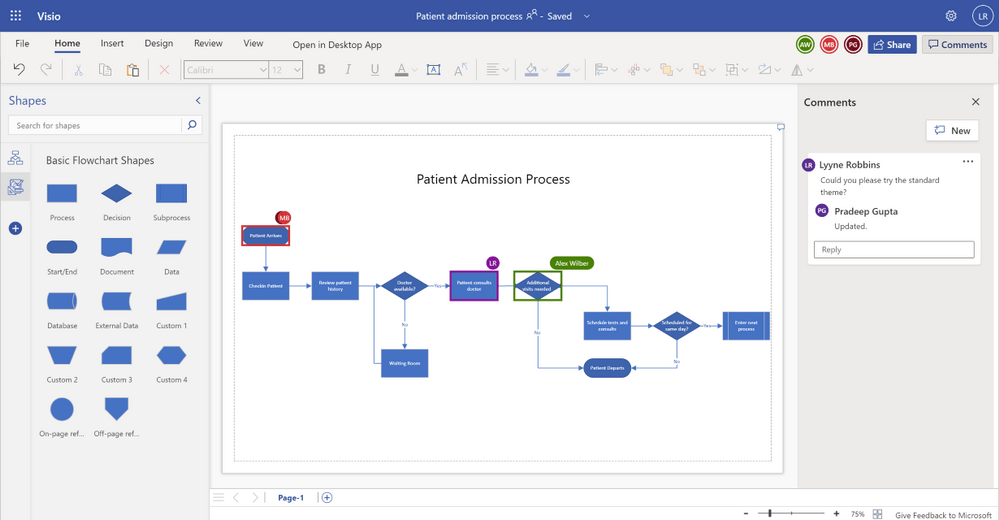 Visio
Patient admission process - Saved
LR
File Home Insert Design Review View Open in Desktop App
AW MB PG Share Comments
Calibri 12 B I U A A A
Shapes
Search for shapes
Basic Flowchart Shapes
Process Decision Subprocess
Start/End Document Data
Database External Data Custom 1
Custom 2 Custom 3 Custom 4
On-page ref... Off-page ref...
Patient Admission Process
MB
Patient Arrives
Checkin Patient
Review patient
history
Doctor
available?
Yes
No
Waiting Room
LR
Patient consults
doctor
Alex Wilber
Additional
visits needed
No
Schedule tests and
consults
Scheduled for
same day?
Yes
No
Enter next
process
Patient Departs
Comments
New
LR Lyyne Robbins
Could you please try the standard
theme?
PG Pradeep Gupta
Updated.
Reply
Page-1
75% Give Feedback to Microsoft